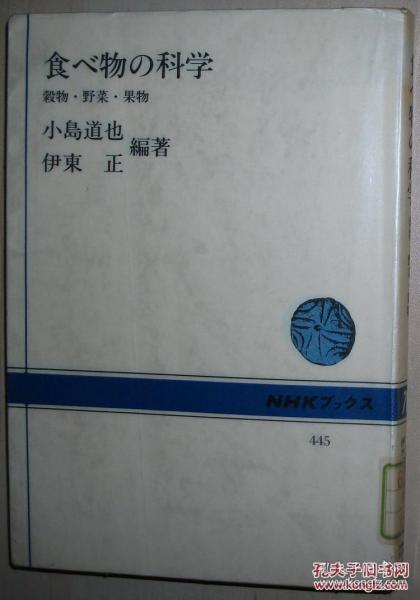 食べ物の科学
穀物・野菜・果物
小島道也
伊東 正
編著
NHKブックス
445
孔夫子旧书网